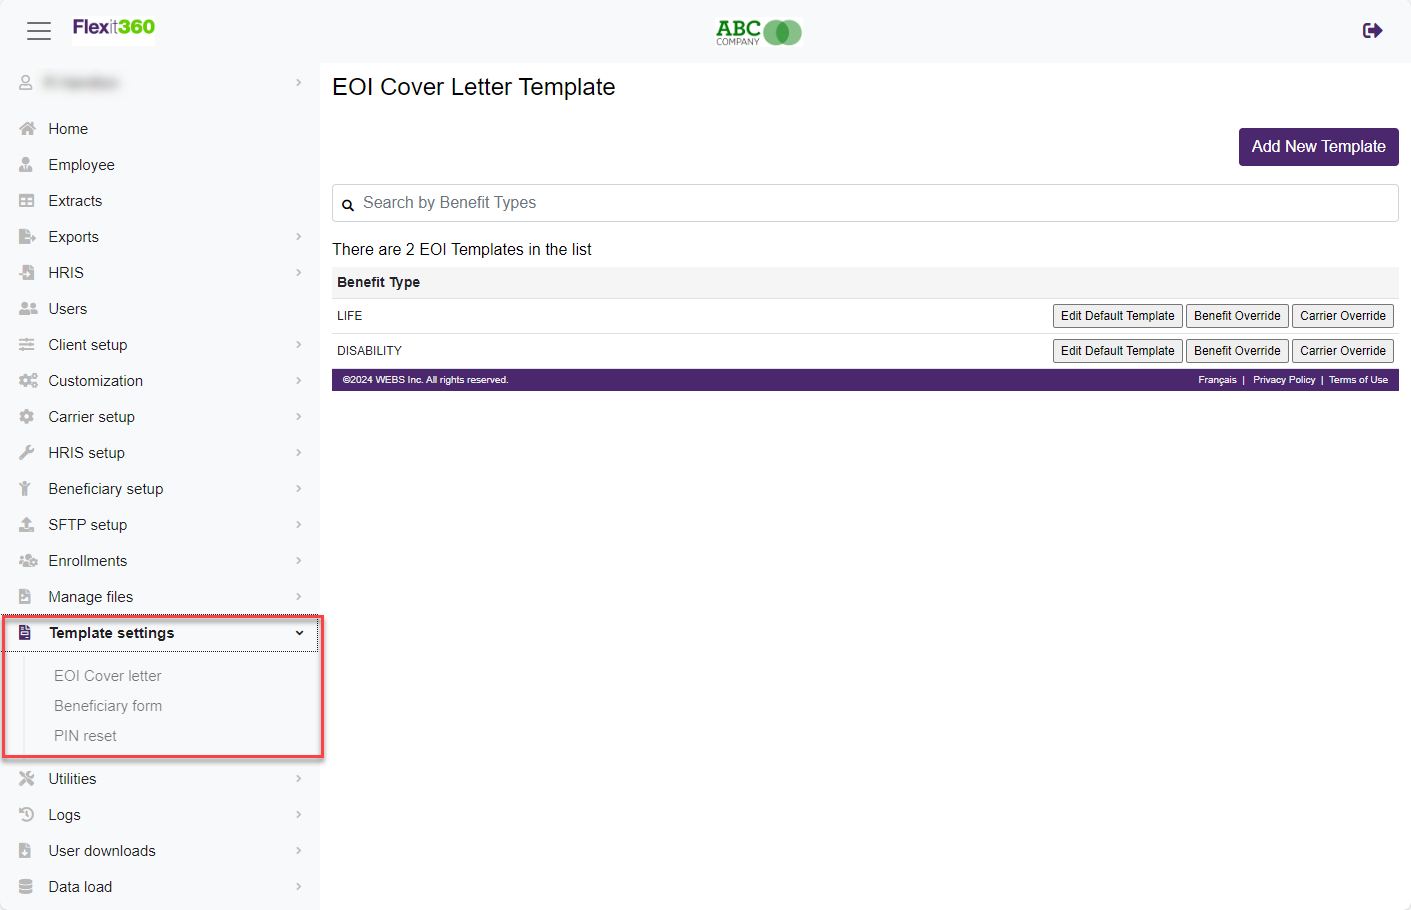 Flexit360
ABC
COMPANY
Home
Employee
Extracts
Exports
HRIS
Users
Client setup
Customization
Carrier setup
HRIS setup
Beneficiary setup
SFTP setup
Enrollments
Manage files
Template settings
EOI Cover letter
Beneficiary form
PIN reset
Utilities
Logs
User downloads
Data load
EOI Cover Letter Template
Add New Template
Search by Benefit Types
There are 2 EOI Templates in the list
Benefit Type
LIFE Edit Default Template Benefit Override Carrier Override
DISABILITY Edit Default Template Benefit Override Carrier Override
©2024 WEBS Inc. All rights reserved. Français | Privacy Policy | Terms of Use